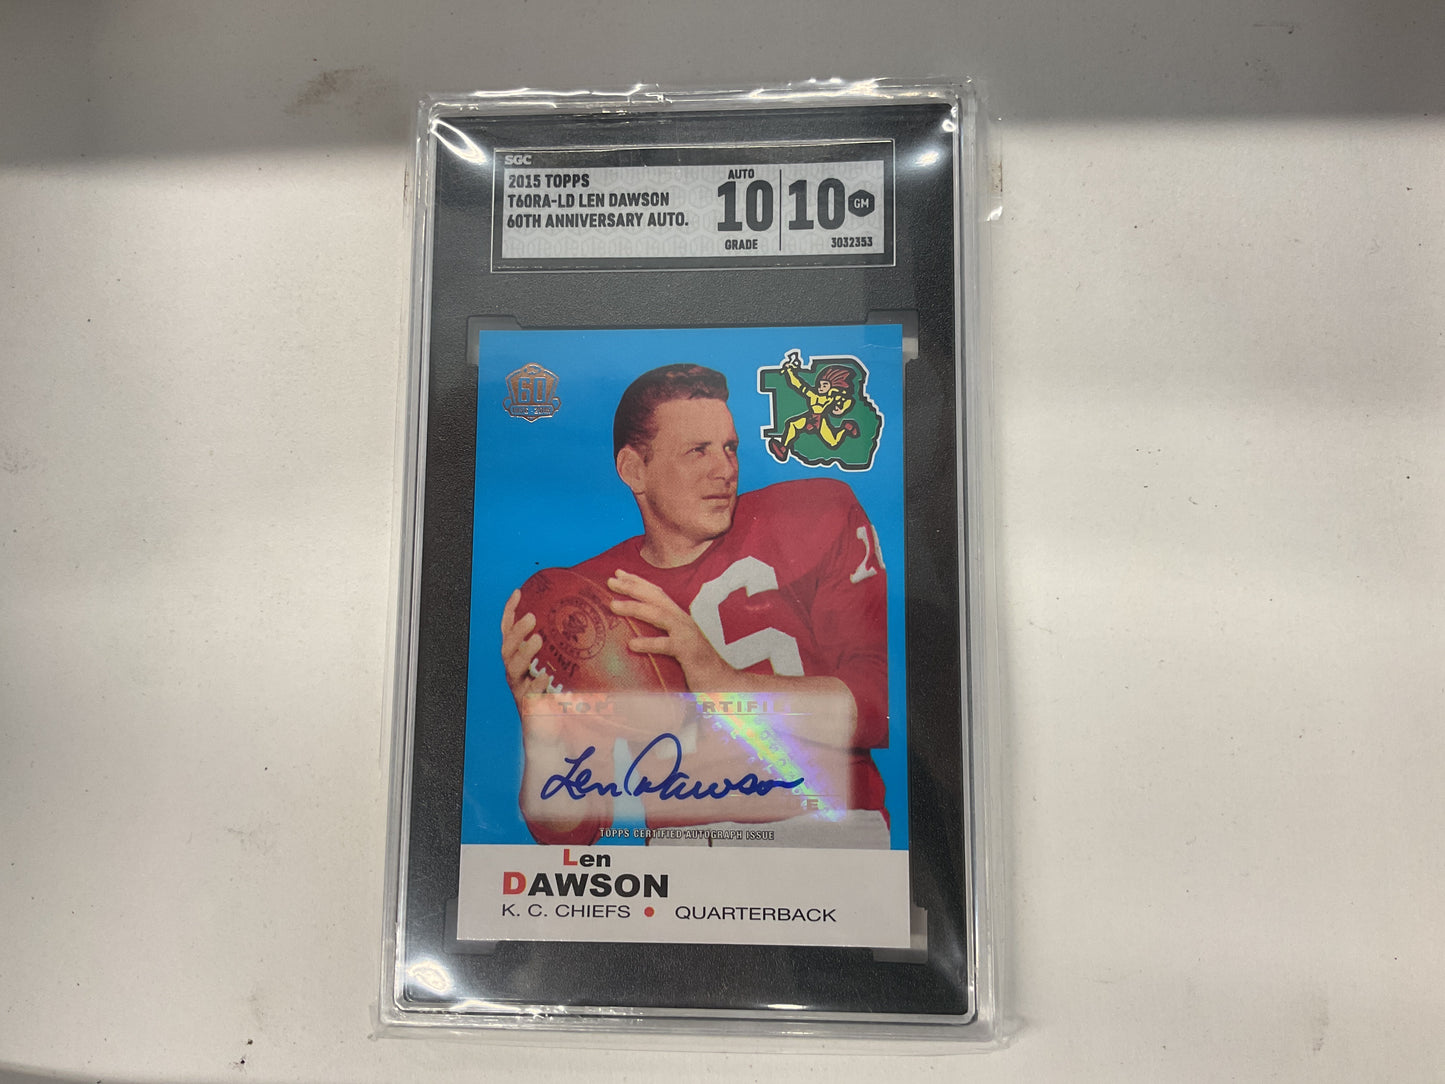 SGC
2015 TOPPS
T60RA-LD LEN DAWSON
60TH ANNIVERSARY AUTO.
AUTO
10
GRADE
10 GM
3032353
60
Len Dawson
TOPPS CERTIFIED AUTOGRAPH ISSUE
Len
DAWSON
K. C. CHIEFS • QUARTERBACK